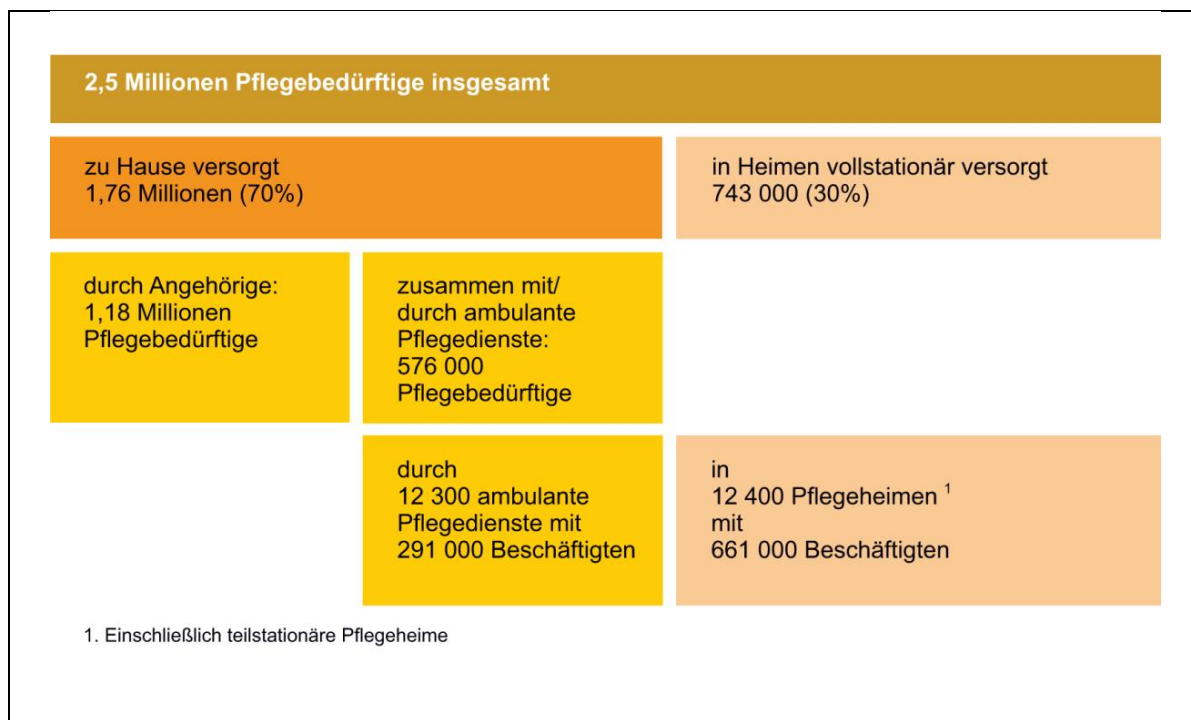 2,5 Millionen Pflegebedürftige insgesamt
zu Hause versorgt
1,76 Millionen (70%)
in Heimen vollstationär versorgt
743 000 (30%)
durch Angehörige:
1,18 Millionen
Pflegebedürftige
zusammen mit/
durch ambulante
Pflegedienste:
576 000
Pflegebedürftige
durch
12 300 ambulante
Pflegedienste mit
291 000 Beschäftigten
in
12 400 Pflegeheimen 1
mit
661 000 Beschäftigten
1. Einschließlich teilstationäre Pflegeheime